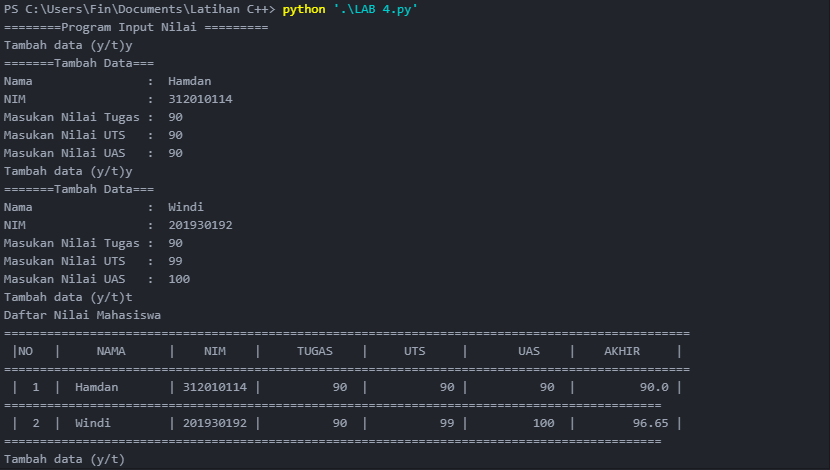 PS C:\Users\Fin\Documents\Latihan C++> python '.\LAB 4.py'
========Program Input Nilai =========
Tambah data (y/t)y
=======Tambah Data===
Nama                :  Hamdan
NIM                 :  312010114
Masukan Nilai Tugas :  90
Masukan Nilai UTS   :  90
Masukan Nilai UAS   :  90
Tambah data (y/t)y
=======Tambah Data===
Nama                :  Windi
NIM                 :  201930192
Masukan Nilai Tugas :  90
Masukan Nilai UTS   :  99
Masukan Nilai UAS   :  100
Tambah data (y/t)t
Daftar Nilai Mahasiswa
================================================================================================
 |NO   |     NAMA      |    NIM    |     TUGAS    |     UTS     |       UAS    |    AKHIR     |
================================================================================================
 |  1  |  Hamdan       | 312010114 |          90  |          90 |          90  |         90.0 |
============================================================================================
 |  2  |  Windi        | 201930192 |          90  |          99 |         100  |        96.65 |
============================================================================================
Tambah data (y/t)